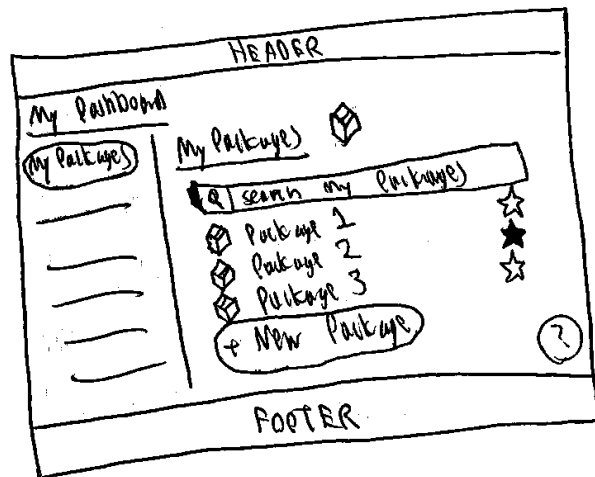 HEADER
My Dashboard
My Packages
My Packages
search my packages
Package 1
Package 2
Package 3
+ New Package
?
FOOTER